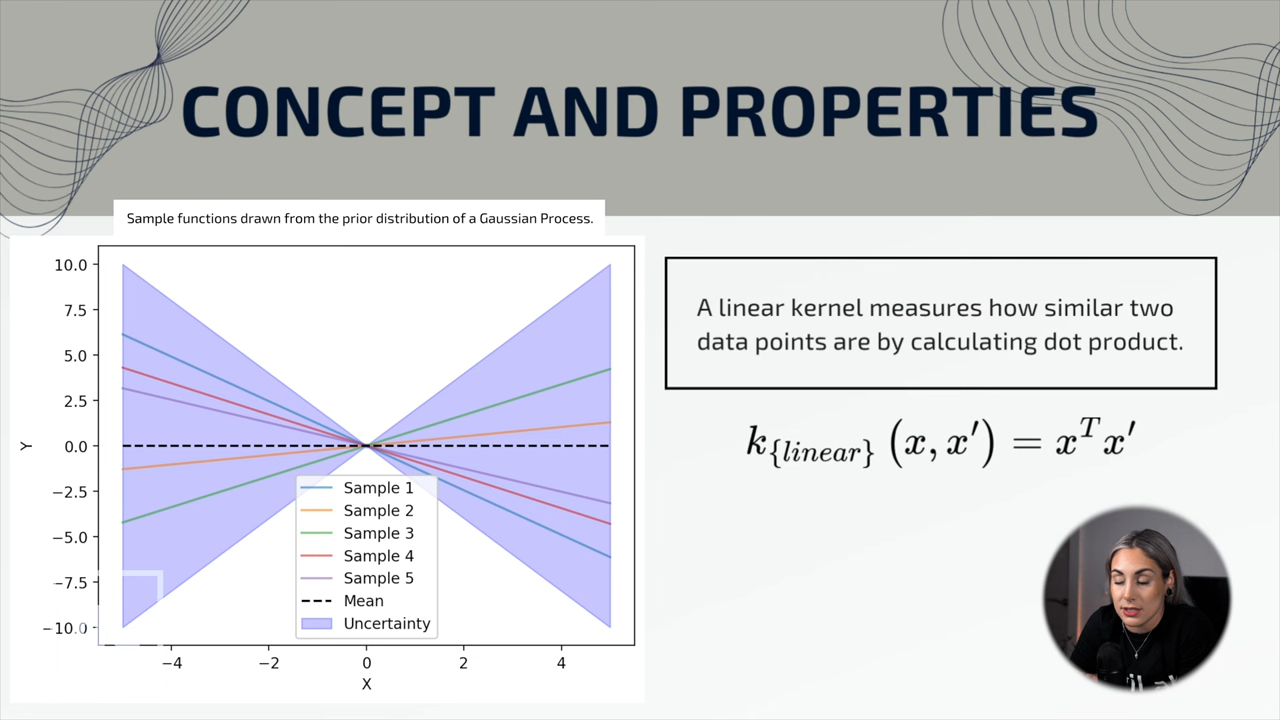 CONCEPT AND PROPERTIES
Sample functions drawn from the prior distribution of a Gaussian Process.
10.0
7.5
5.0
2.5
0.0
−2.5
−5.0
−7.5
−10.0
Y
−4
−2
0
2
4
X
Sample 1
Sample 2
Sample 3
Sample 4
Sample 5
Mean
Uncertainty
A linear kernel measures how similar two
data points are by calculating dot product.
k_{\{linear\}} (x, x′) = x^T x′